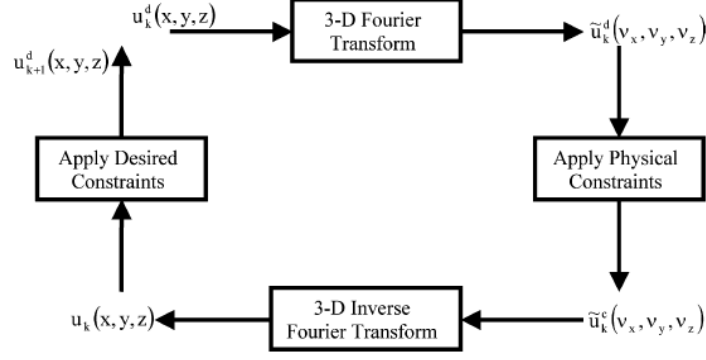 u_k^d(x,y,z)
3-D Fourier
Transform
ũ_k^d(ν_x,ν_y,ν_z)
u_{k+1}^d(x,y,z)
Apply Desired
Constraints
Apply Physical
Constraints
u_k(x,y,z)
3-D Inverse
Fourier Transform
ũ_k^c(ν_x,ν_y,ν_z)